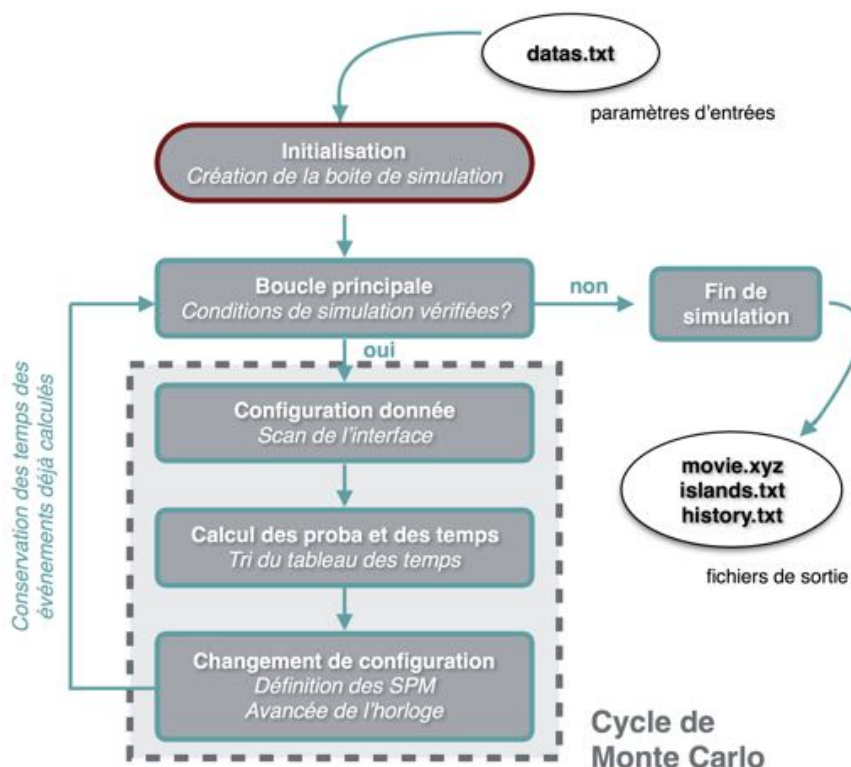 datas.txt
paramètres d'entrées
Initialisation
Création de la boite de simulation
Boucle principale
Conditions de simulation vérifiées?
non
Fin de
simulation
oui
Configuration donnée
Scan de l'interface
Calcul des proba et des temps
Tri du tableau des temps
Changement de configuration
Définition des SPM
Avancée de l'horloge
Conservation des temps des
événements déjà calculés
movie.xyz
islands.txt
history.txt
fichiers de sortie
Cycle de
Monte Carlo